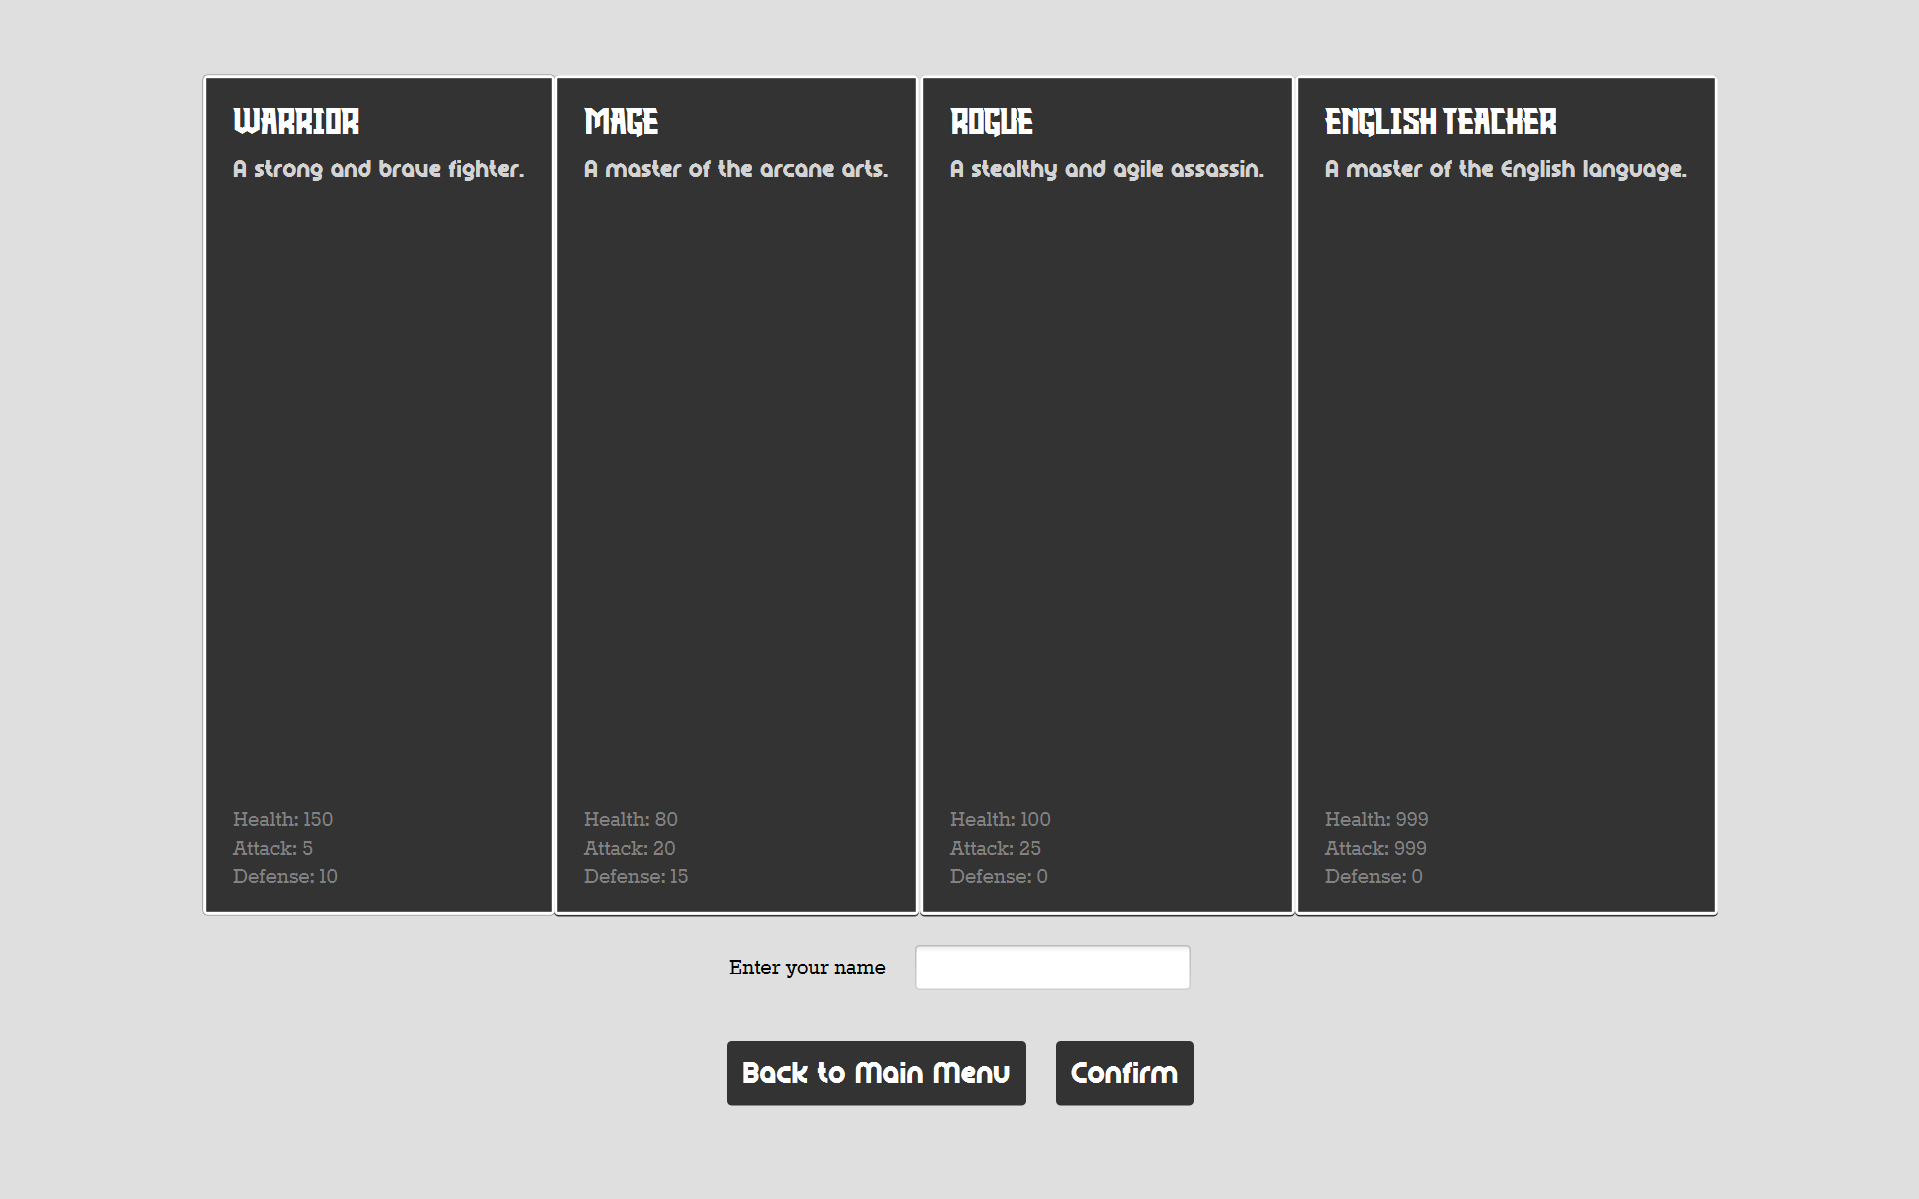 WARRIOR
A strong and brave fighter.
Health: 150
Attack: 5
Defense: 10
MAGE
A master of the arcane arts.
Health: 80
Attack: 20
Defense: 15
ROGUE
A stealthy and agile assassin.
Health: 100
Attack: 25
Defense: 0
ENGLISH TEACHER
A master of the English language.
Health: 999
Attack: 999
Defense: 0
Enter your name
Back to Main Menu
Confirm